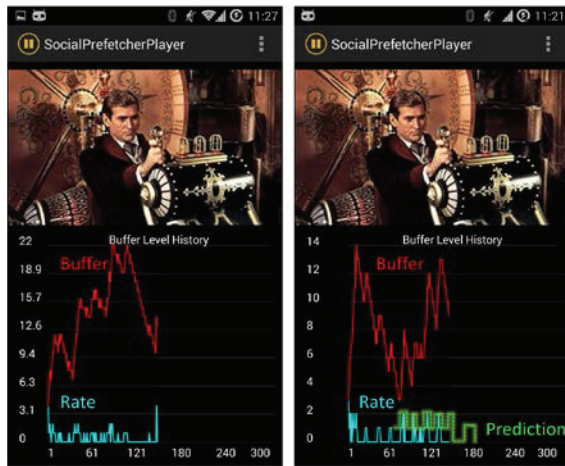 11:27
SocialPrefetcherPlayer
Buffer Level History
22
Buffer
18.9
15.7
12.6
9.4
6.3
3.1
Rate
0
1 61 121 180 240 300
11:21
SocialPrefetcherPlayer
Buffer Level History
14
Buffer
12
10
8
6
4
2
Rate
Prediction
0
1 61 121 180 240 300